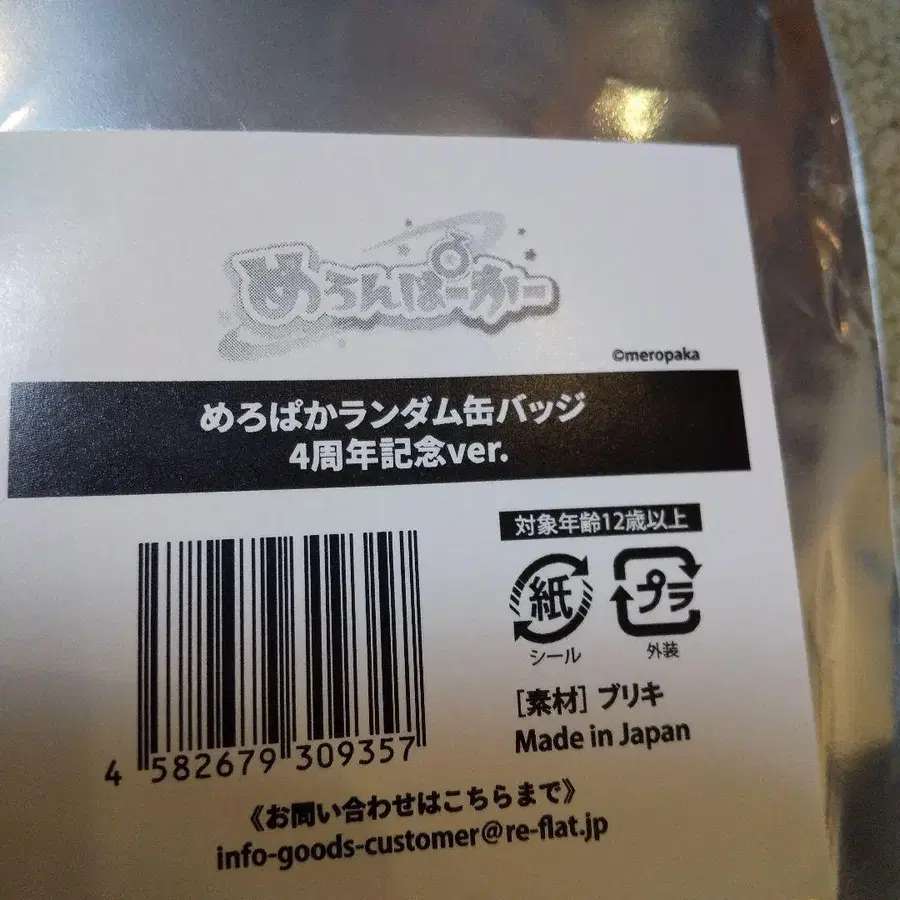 めろんぱーかー
©meropaka
めろぱかランダム缶バッジ
4周年記念ver.
対象年齢12歳以上
紙
プラ
シール
外装
[素材] ブリキ
Made in Japan
4 582679 309357
《お問い合わせはこちらまで》
info-goods-customer@re-flat.jp